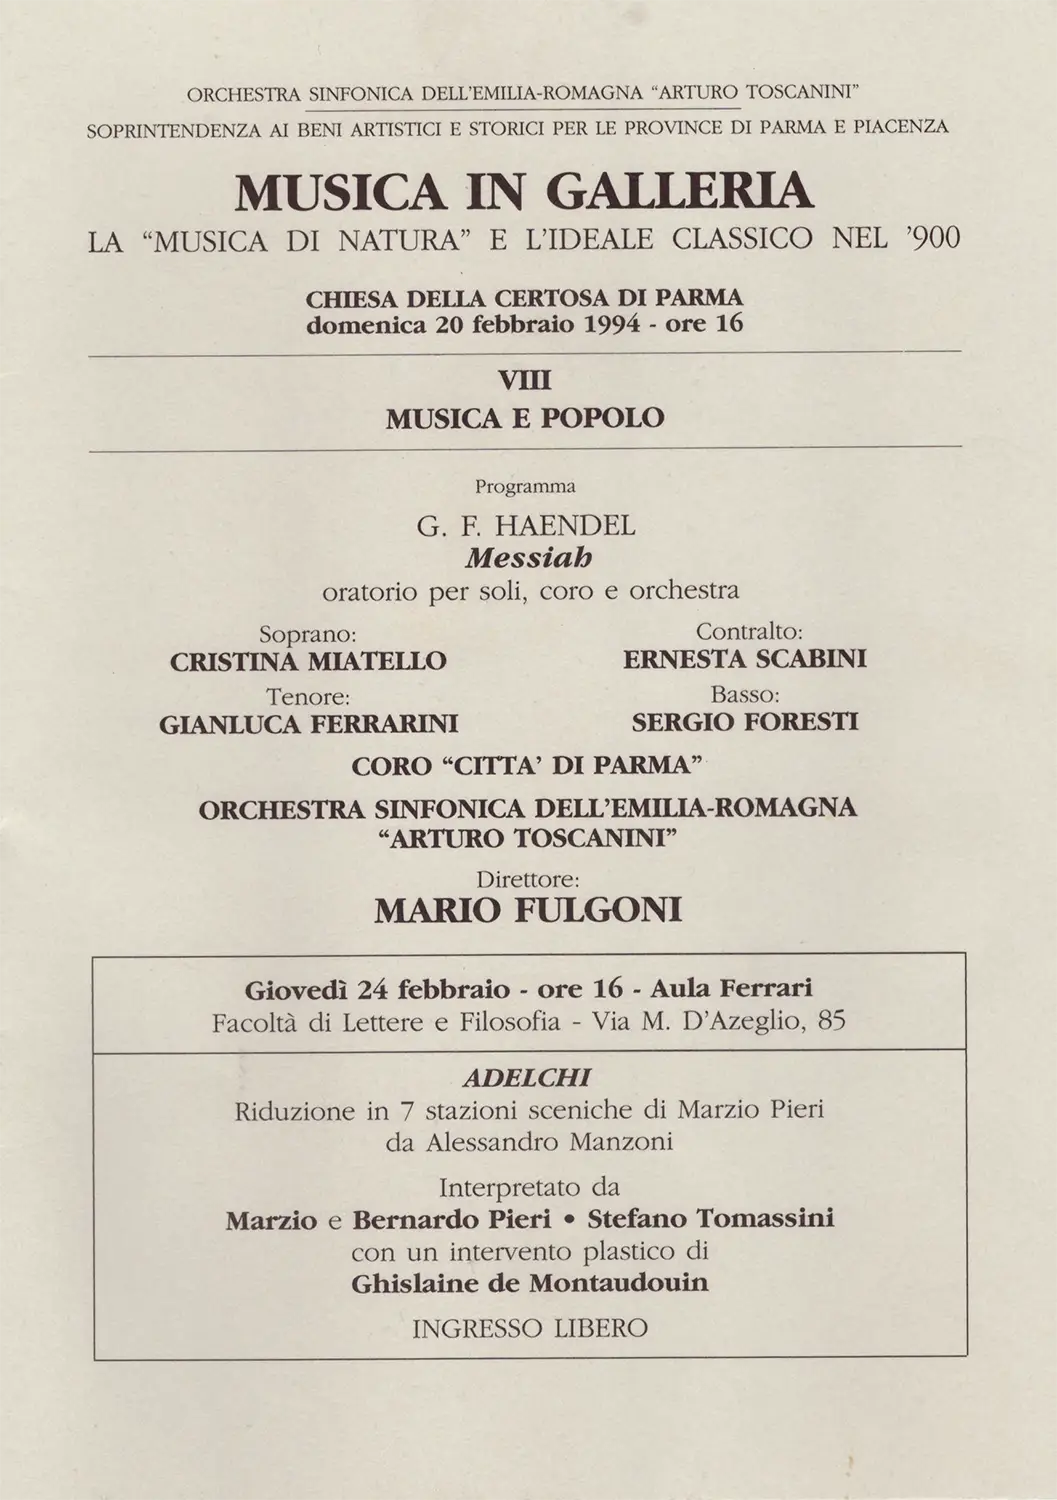 ORCHESTRA SINFONICA DELL'EMILIA-ROMAGNA “ARTURO TOSCANINI”
SOPRINTENDENZA AI BENI ARTISTICI E STORICI PER LE PROVINCE DI PARMA E PIACENZA
MUSICA IN GALLERIA
LA “MUSICA DI NATURA” E L'IDEALE CLASSICO NEL '900
CHIESA DELLA CERTOSA DI PARMA
domenica 20 febbraio 1994 - ore 16
VIII
MUSICA E POPOLO
Programma
G. F. HAENDEL
Messiah
oratorio per soli, coro e orchestra
Soprano:
CRISTINA MIATELLO
Contralto:
ERNESTA SCABINI
Tenore:
GIANLUCA FERRARINI
Basso:
SERGIO FORESTI
CORO “CITTA' DI PARMA”
ORCHESTRA SINFONICA DELL'EMILIA-ROMAGNA
“ARTURO TOSCANINI”
Direttore:
MARIO FULGONI
Giovedì 24 febbraio - ore 16 - Aula Ferrari
Facoltà di Lettere e Filosofia - Via M. D'Azeglio, 85
ADELCHI
Riduzione in 7 stazioni sceniche di Marzio Pieri
da Alessandro Manzoni
Interpretato da
Marzio e Bernardo Pieri • Stefano Tomassini
con un intervento plastico di
Ghislaine de Montaudouin
INGRESSO LIBERO